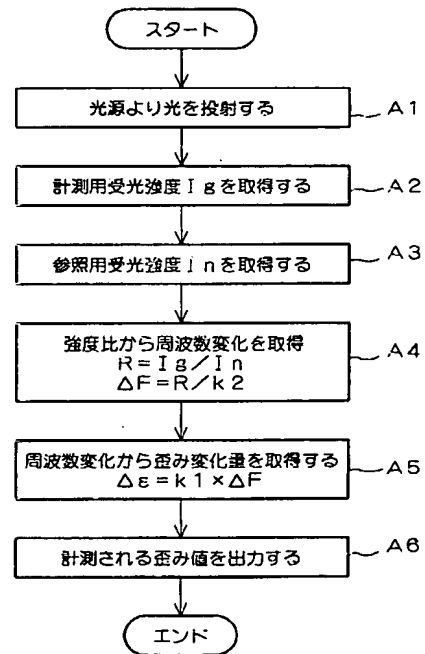 スタート
光源より光を投射する
A1
計測用受光強度Igを取得する
A2
参照用受光強度Inを取得する
A3
強度比から周波数変化を取得
R=Ig/In
ΔF=R/k2
A4
周波数変化から歪み変化量を取得する
Δε=k1×ΔF
A5
計測される歪み値を出力する
A6
エンド